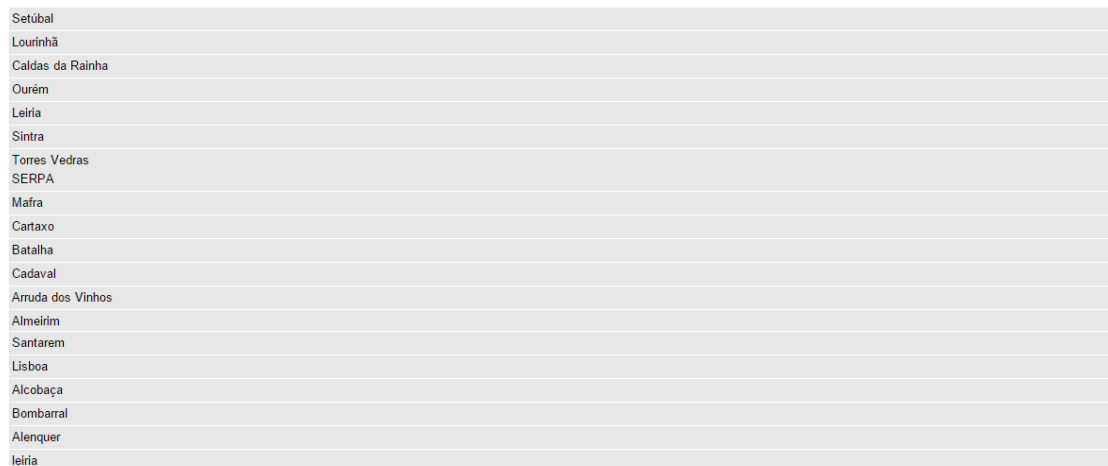 Setúbal
Lourinhã
Caldas da Rainha
Ourém
Leiria
Sintra
Torres Vedras
SERPA
Mafra
Cartaxo
Batalha
Cadaval
Arruda dos Vinhos
Almeirim
Santarem
Lisboa
Alcobaça
Bombarral
Alenquer
leiria